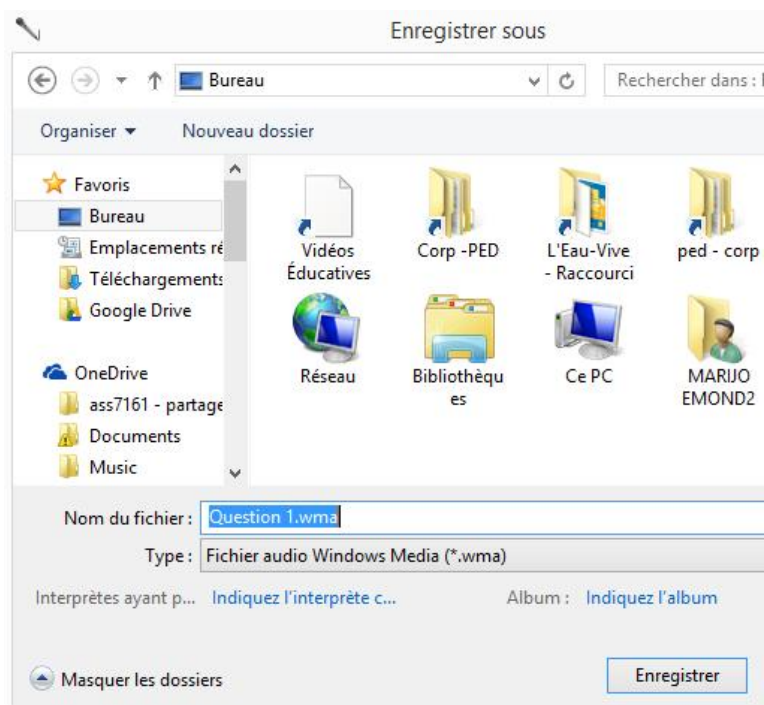 Enregistrer sous
Bureau
Rechercher dans :
Organiser
Nouveau dossier
Favoris
Bureau
Emplacements ré
Téléchargements
Google Drive
OneDrive
ass7161 - partage
Documents
Music
Vidéos
Éducatives
Corp -PED
L'Eau-Vive
- Raccourci
ped - corp
Réseau
Bibliothèqu
es
Ce PC
MARIJO
EMOND2
Nom du fichier : Question 1.wma
Type : Fichier audio Windows Media (*.wma)
Interprètes ayant p... Indiquez l'interprète c... Album : Indiquez l'album
Masquer les dossiers
Enregistrer